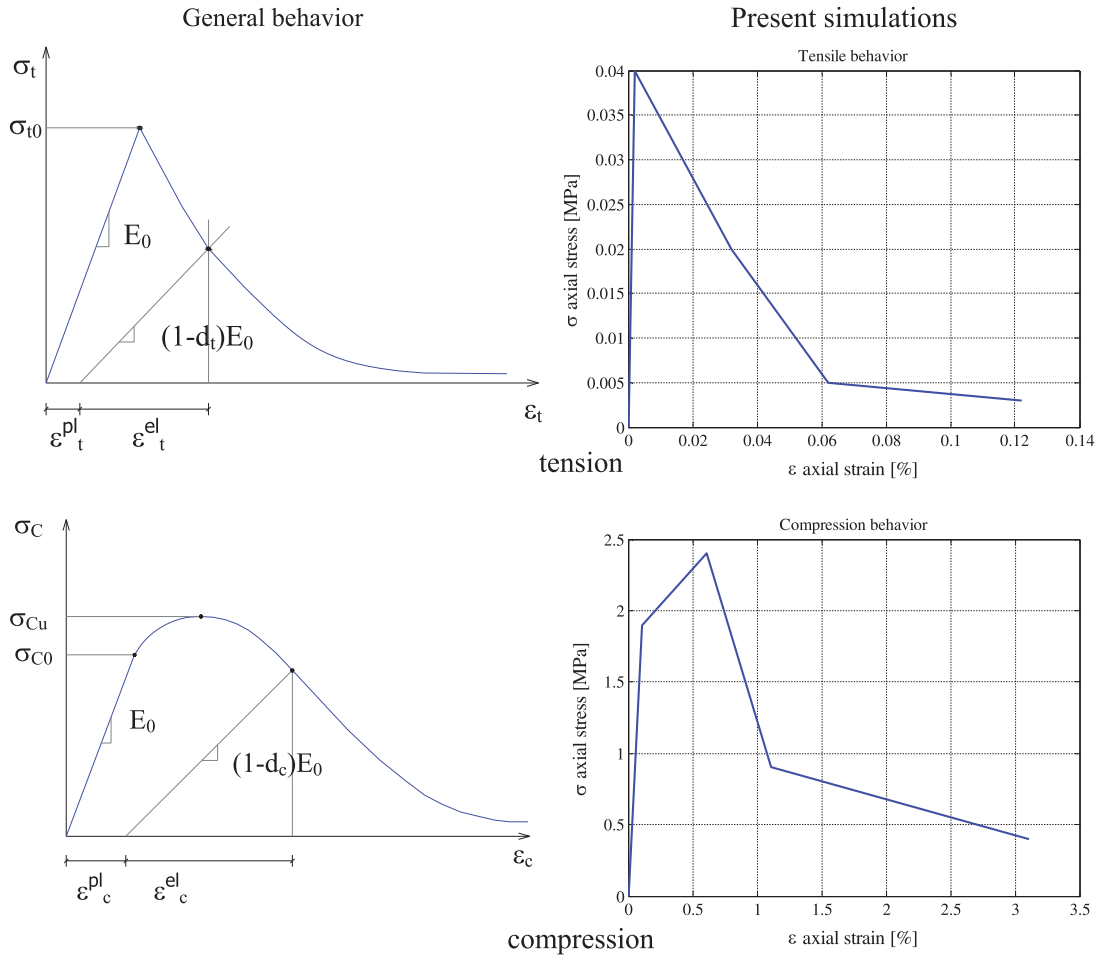 General behavior
σt
σt0
E0
(1-dt)E0
εt
εplt
εelt
Present simulations
Tensile behavior
σ axial stress [MPa]
0.04
0.035
0.03
0.025
0.02
0.015
0.01
0.005
0
0 0.02 0.04 0.06 0.08 0.1 0.12 0.14
ε axial strain [%]
tension
σC
σCu
σC0
E0
(1-dc)E0
εc
εplc
εelc
Compression behavior
σ axial stress [MPa]
2.5
2
1.5
1
0.5
0
0 0.5 1 1.5 2 2.5 3 3.5
ε axial strain [%]
compression